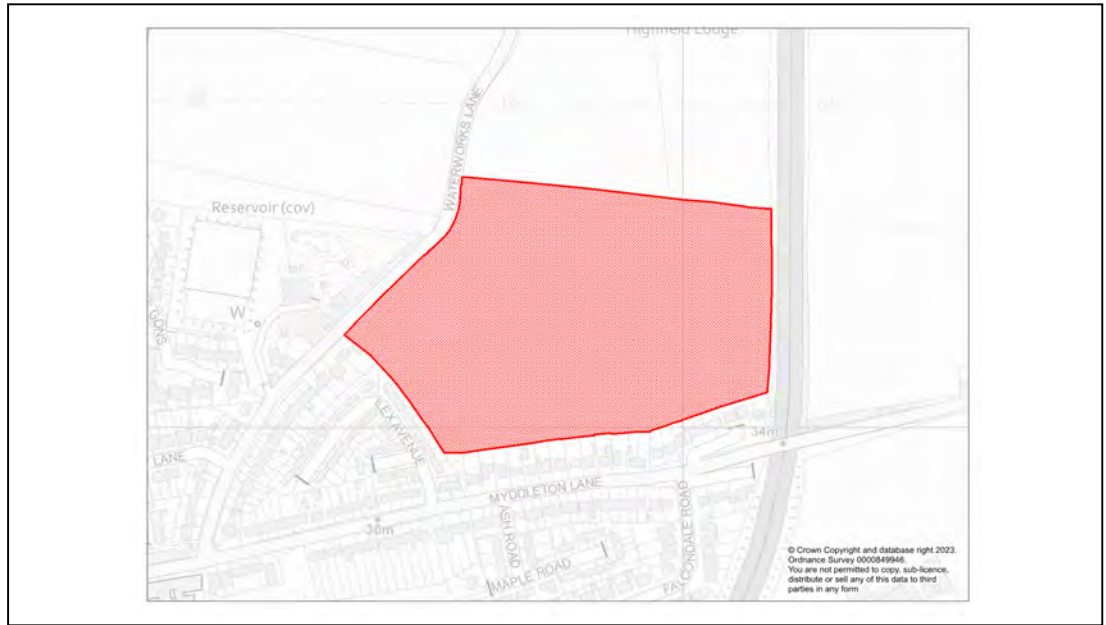 Highfield Lodge
WATERWORKS LANE
Reservoir (cov)
W
ILEX AVENUE
LANE
34m
MYDDLETON LANE
30m
ASH ROAD
FALCONDALE ROAD
MAPLE ROAD
© Crown Copyright and database right 2023.
Ordnance Survey 0000849946.
You are not permitted to copy, sub-licence,
distribute or sell any of this data to third
parties in any form